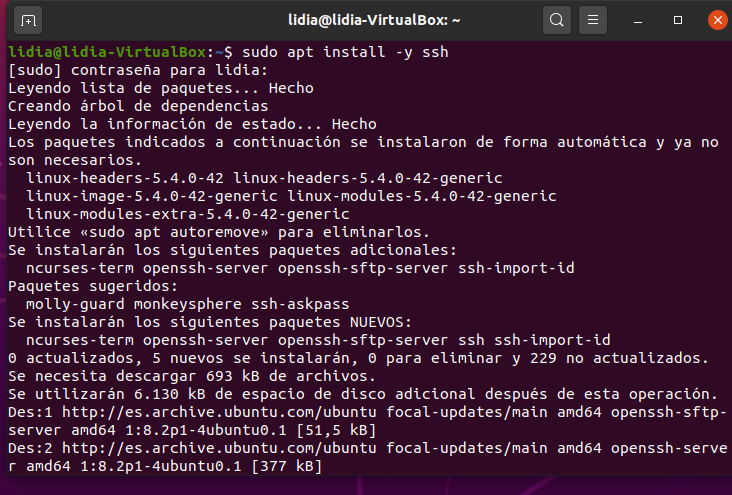 lidia@lidia-VirtualBox: ~
lidia@lidia-VirtualBox:~$ sudo apt install -y ssh
[sudo] contraseña para lidia:
Leyendo lista de paquetes... Hecho
Creando árbol de dependencias
Leyendo la información de estado... Hecho
Los paquetes indicados a continuación se instalaron de forma automática y ya no
son necesarios.
  linux-headers-5.4.0-42 linux-headers-5.4.0-42-generic
  linux-image-5.4.0-42-generic linux-modules-5.4.0-42-generic
  linux-modules-extra-5.4.0-42-generic
Utilice «sudo apt autoremove» para eliminarlos.
Se instalarán los siguientes paquetes adicionales:
  ncurses-term openssh-server openssh-sftp-server ssh-import-id
Paquetes sugeridos:
  molly-guard monkeysphere ssh-askpass
Se instalarán los siguientes paquetes NUEVOS:
  ncurses-term openssh-server openssh-sftp-server ssh ssh-import-id
0 actualizados, 5 nuevos se instalarán, 0 para eliminar y 229 no actualizados.
Se necesita descargar 693 kB de archivos.
Se utilizarán 6.130 kB de espacio de disco adicional después de esta operación.
Des:1 http://es.archive.ubuntu.com/ubuntu focal-updates/main amd64 openssh-sftp-
server amd64 1:8.2p1-4ubuntu0.1 [51,5 kB]
Des:2 http://es.archive.ubuntu.com/ubuntu focal-updates/main amd64 openssh-serve
r amd64 1:8.2p1-4ubuntu0.1 [377 kB]